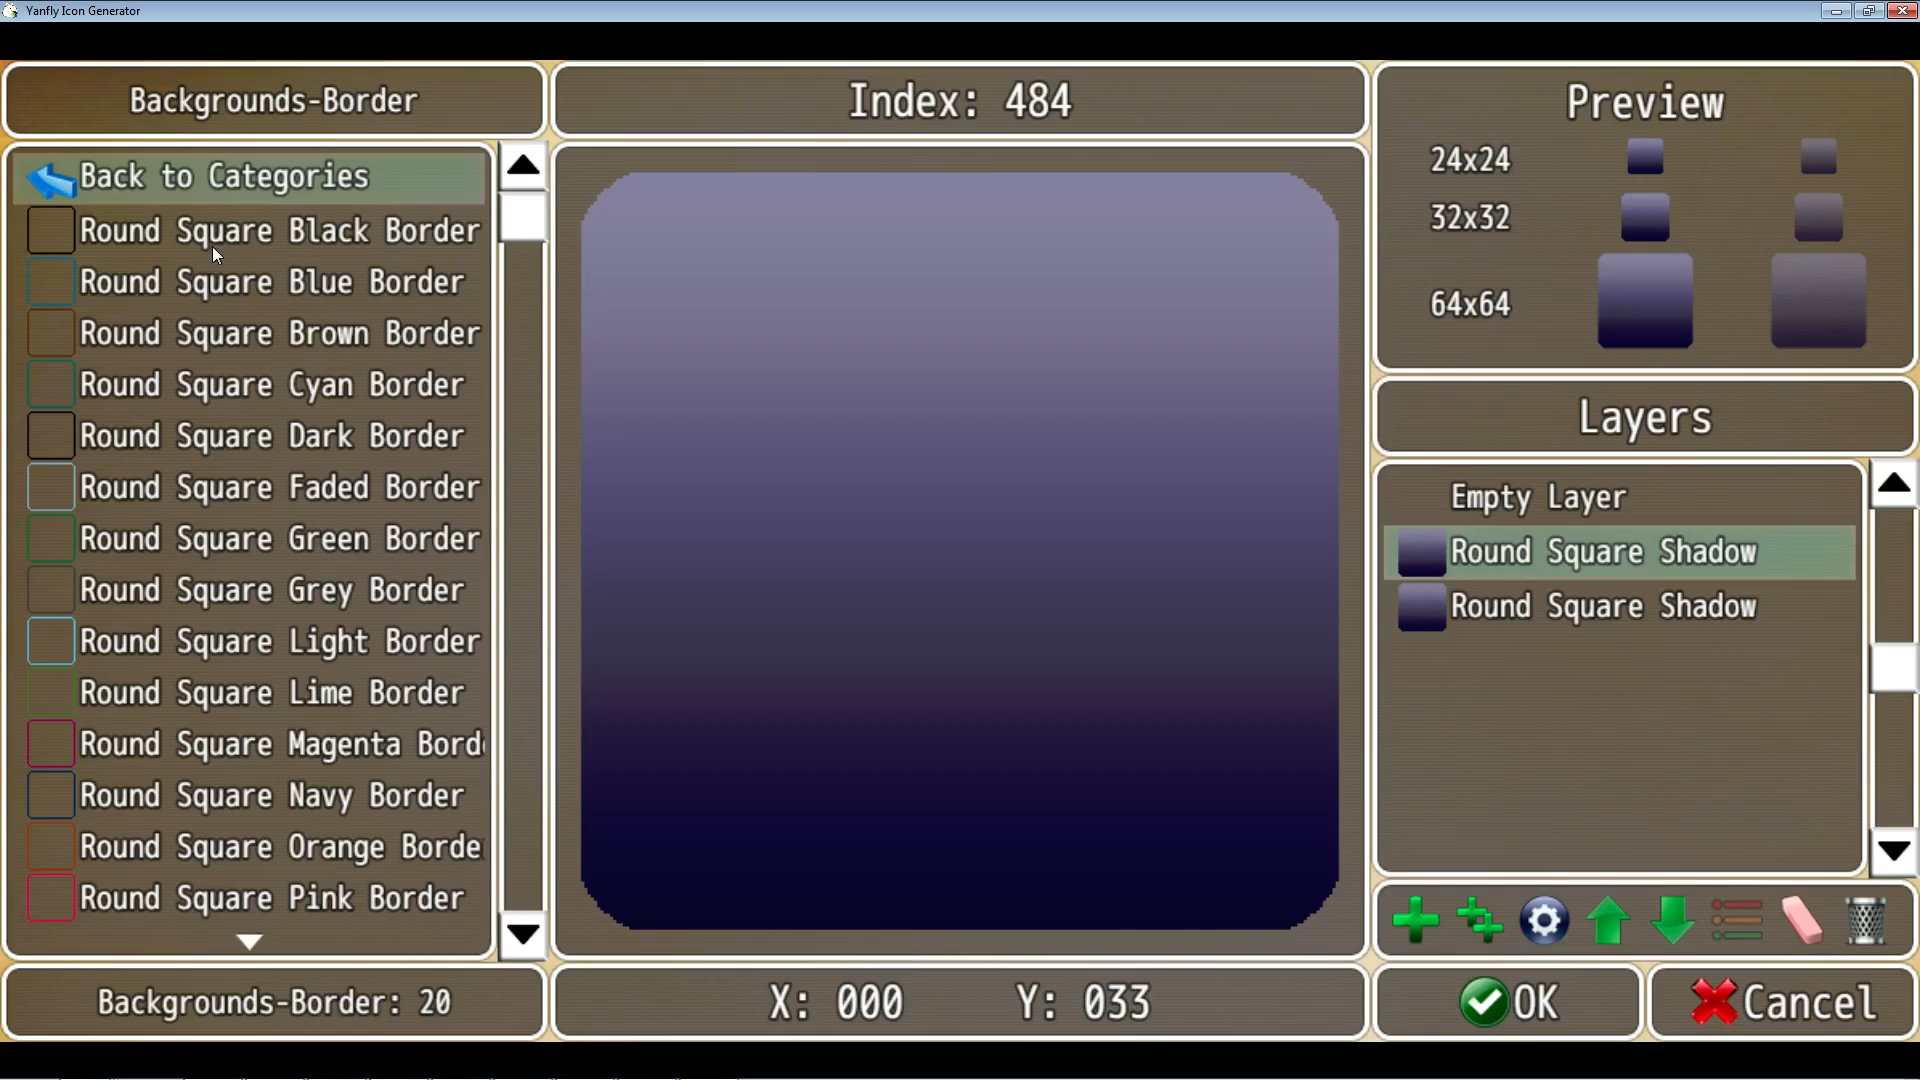 Yanfly Icon Generator
Backgrounds-Border
Back to Categories
Round Square Black Border
Round Square Blue Border
Round Square Brown Border
Round Square Cyan Border
Round Square Dark Border
Round Square Faded Border
Round Square Green Border
Round Square Grey Border
Round Square Light Border
Round Square Lime Border
Round Square Magenta Bord
Round Square Navy Border
Round Square Orange Borde
Round Square Pink Border
Backgrounds-Border: 20
Index: 484
X: 000 Y: 033
Preview
24x24
32x32
64x64
Layers
Empty Layer
Round Square Shadow
Round Square Shadow
OK
Cancel